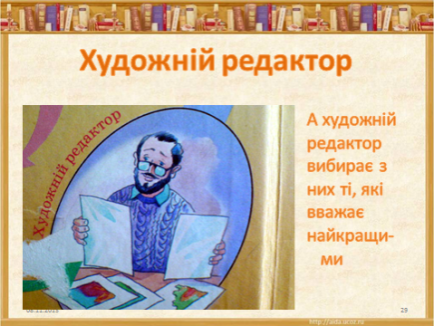 Художній редактор
Художній редактор
А художній
редактор
вибирає з
них ті, які
вважає
найкращи-
ми
29